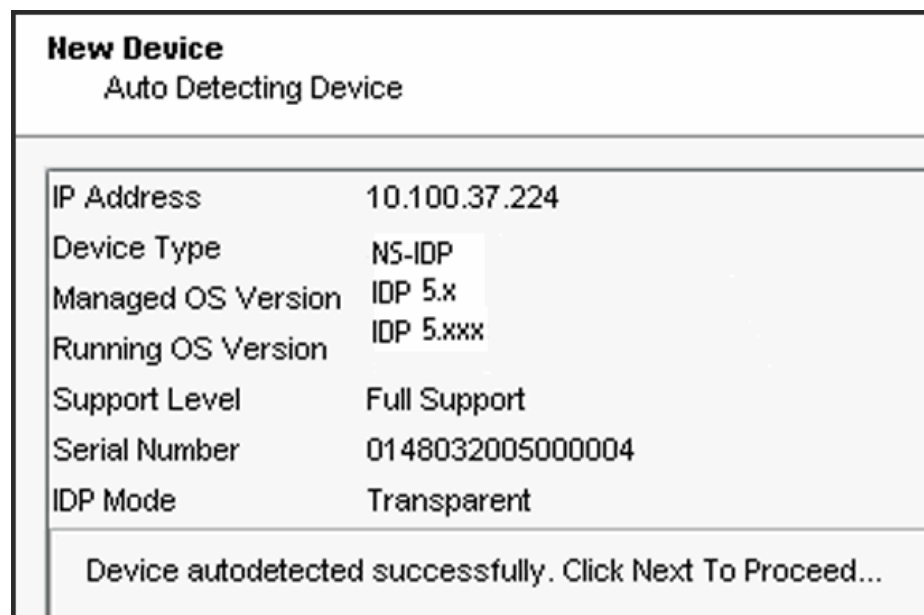 New Device
Auto Detecting Device
IP Address 10.100.37.224
Device Type NS-IDP
Managed OS Version IDP 5.x
Running OS Version IDP 5.xxx
Support Level Full Support
Serial Number 0148032005000004
IDP Mode Transparent
Device autodetected successfully. Click Next To Proceed...